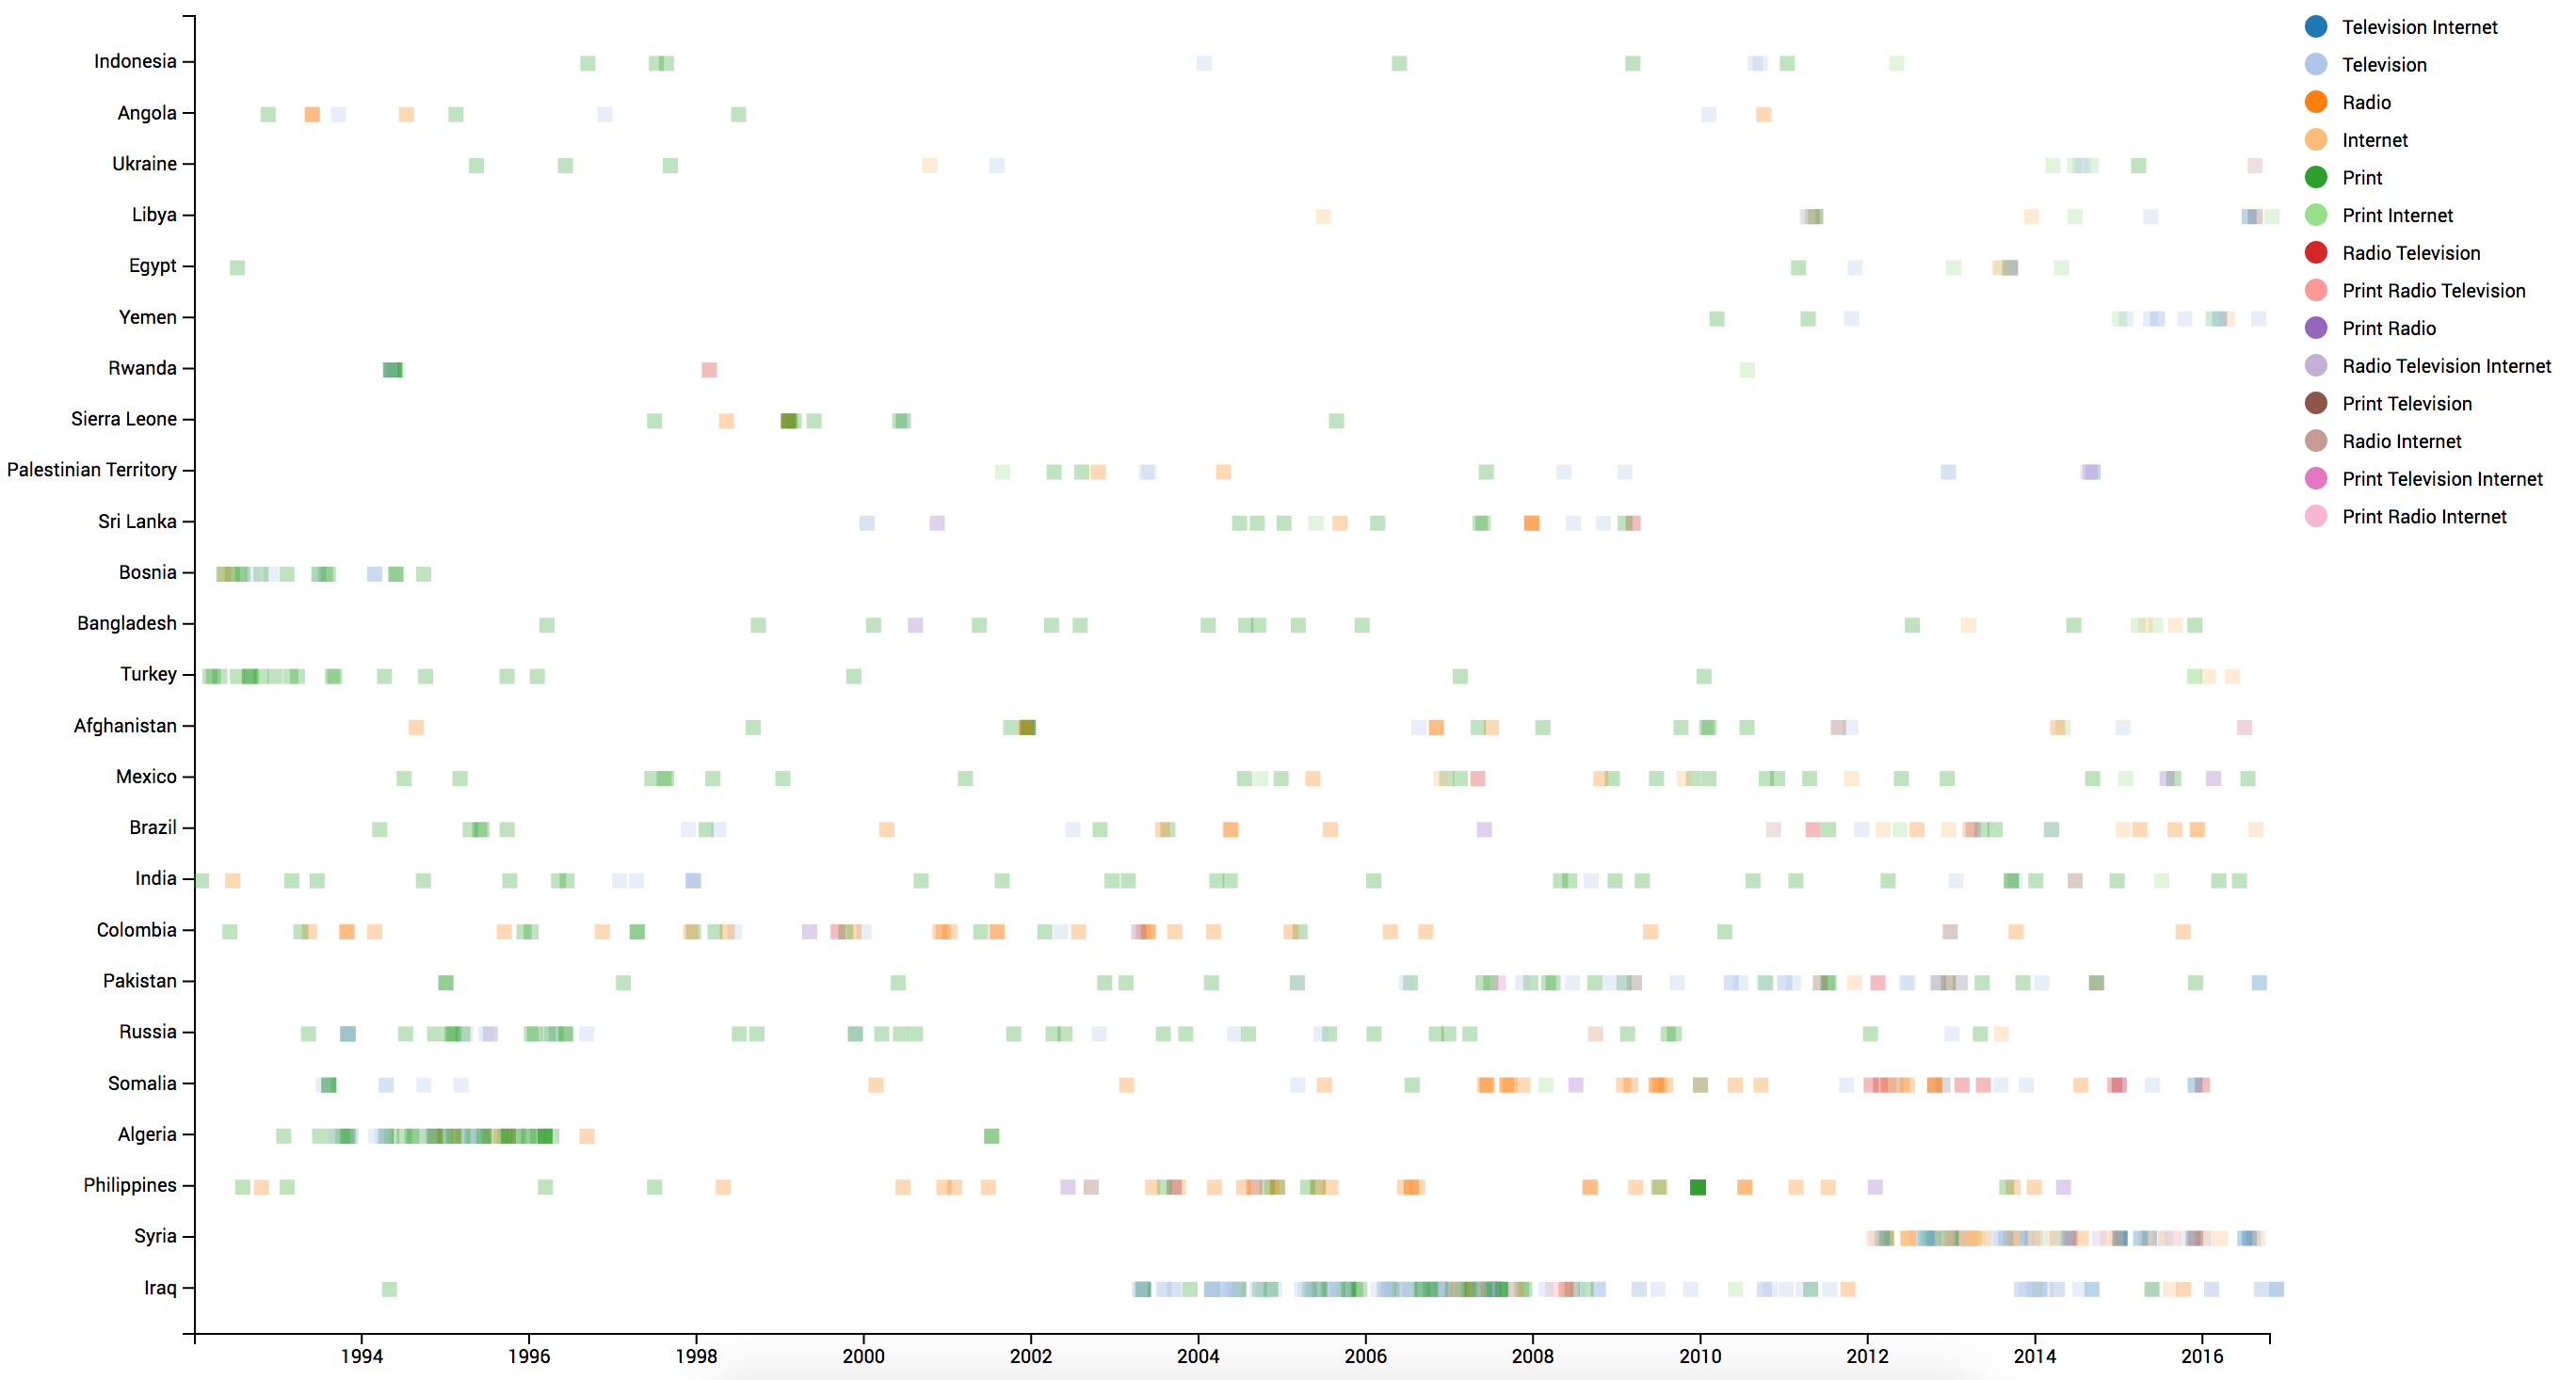 Indonesia
Angola
Ukraine
Libya
Egypt
Yemen
Rwanda
Sierra Leone
Palestinian Territory
Sri Lanka
Bosnia
Bangladesh
Turkey
Afghanistan
Mexico
Brazil
India
Colombia
Pakistan
Russia
Somalia
Algeria
Philippines
Syria
Iraq
1994 1996 1998 2000 2002 2004 2006 2008 2010 2012 2014 2016
Television Internet
Television
Radio
Internet
Print
Print Internet
Radio Television
Print Radio Television
Print Radio
Radio Television Internet
Print Television
Radio Internet
Print Television Internet
Print Radio Internet